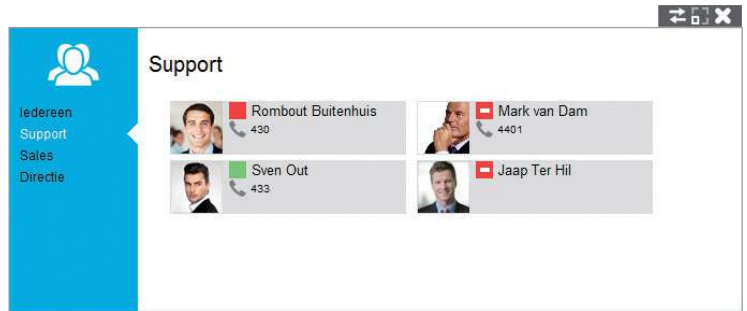 Support
Iedereen
Support
Sales
Directie
Rombout Buitenhuis
430
Mark van Dam
4401
Sven Out
433
Jaap Ter Hil